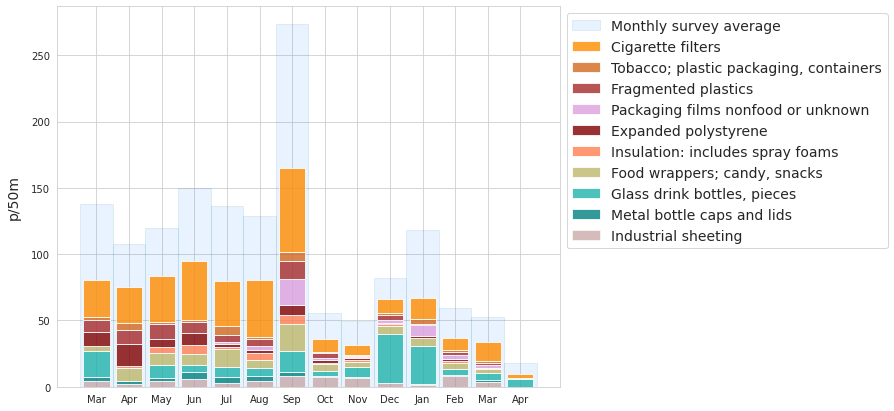 Monthly survey average
Cigarette filters
Tobacco; plastic packaging, containers
Fragmented plastics
Packaging films nonfood or unknown
Expanded polystyrene
Insulation: includes spray foams
Food wrappers; candy, snacks
Glass drink bottles, pieces
Metal bottle caps and lids
Industrial sheeting
p/50m
250
200
150
100
50
0
Mar Apr May Jun Jul Aug Sep Oct Nov Dec Jan Feb Mar Apr